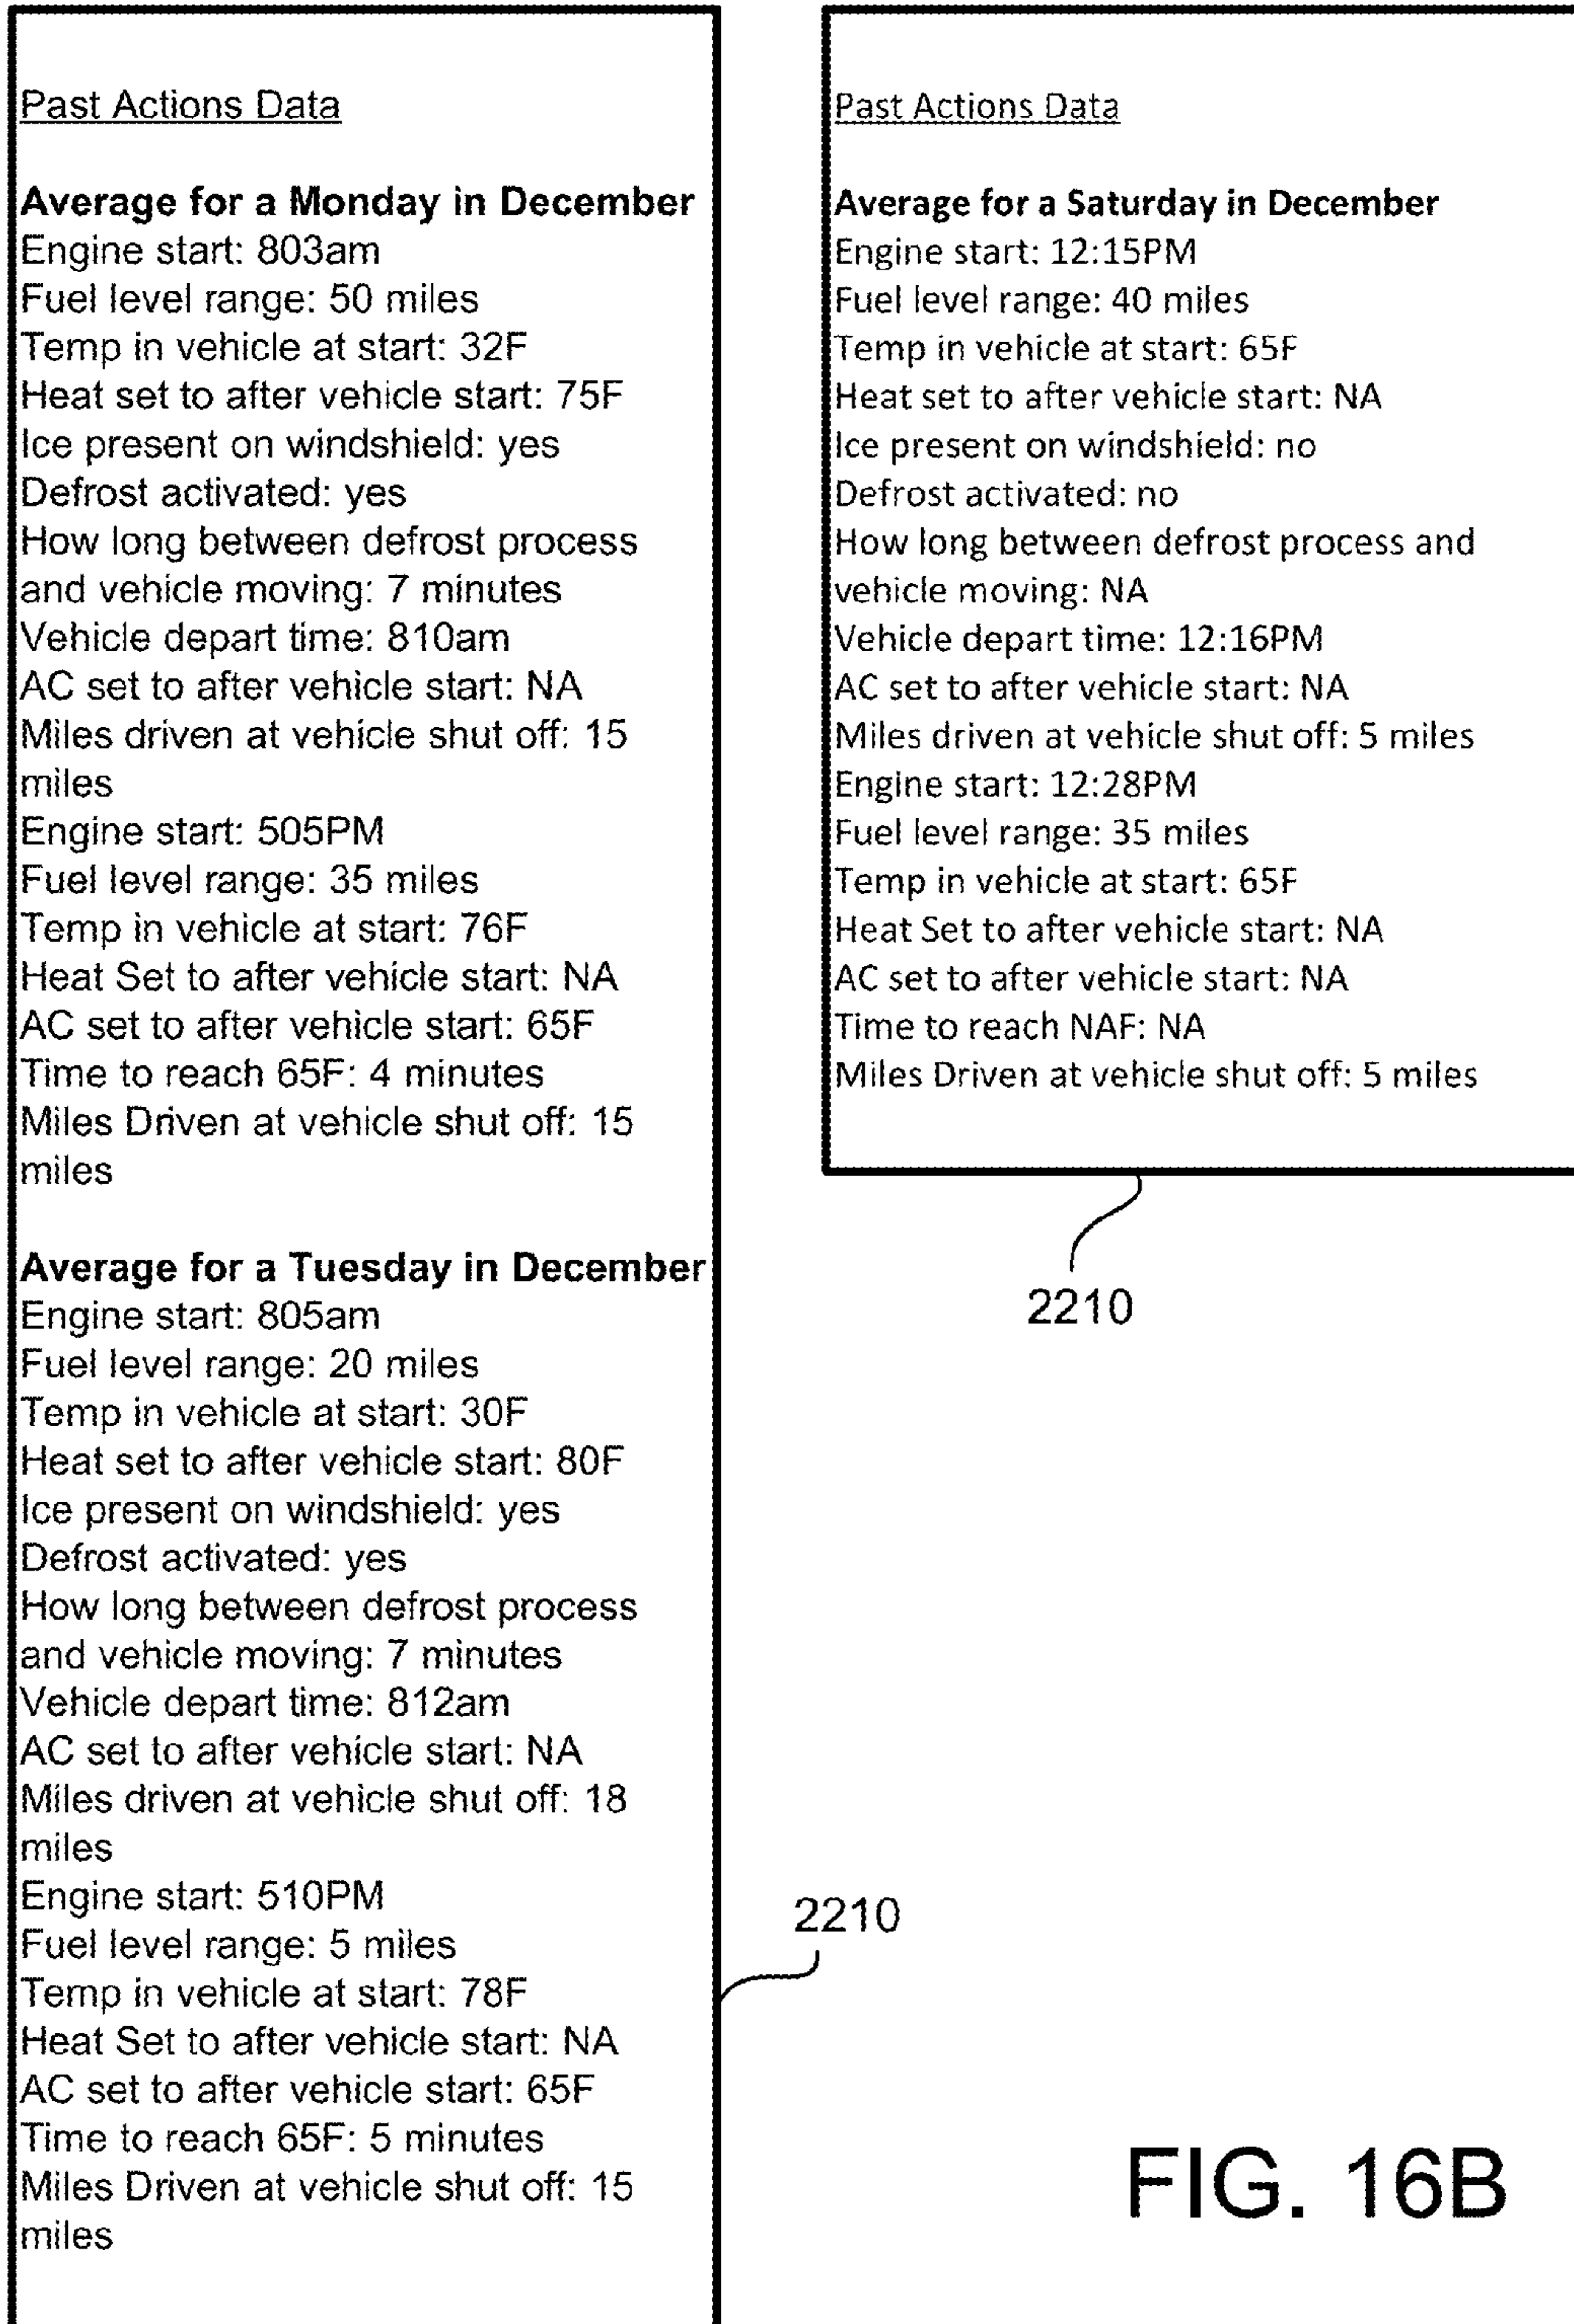 Past Actions Data
Average for a Monday in December
Engine start: 803am
Fuel level range: 50 miles
Temp in vehicle at start: 32F
Heat set to after vehicle start: 75F
Ice present on windshield: yes
Defrost activated: yes
How long between defrost process
and vehicle moving: 7 minutes
Vehicle depart time: 810am
AC set to after vehicle start: NA
Miles driven at vehicle shut off: 15
miles
Engine start: 505PM
Fuel level range: 35 miles
Temp in vehicle at start: 76F
Heat Set to after vehicle start: NA
AC set to after vehicle start: 65F
Time to reach 65F: 4 minutes
Miles Driven at vehicle shut off: 15
miles
Average for a Tuesday in December
Engine start: 805am
Fuel level range: 20 miles
Temp in vehicle at start: 30F
Heat set to after vehicle start: 80F
Ice present on windshield: yes
Defrost activated: yes
How long between defrost process
and vehicle moving: 7 minutes
Vehicle depart time: 812am
AC set to after vehicle start: NA
Miles driven at vehicle shut off: 18
miles
Engine start: 510PM
Fuel level range: 5 miles
Temp in vehicle at start: 78F
Heat Set to after vehicle start: NA
AC set to after vehicle start: 65F
Time to reach 65F: 5 minutes
Miles Driven at vehicle shut off: 15
miles
2210
Past Actions Data
Average for a Saturday in December
Engine start: 12:15PM
Fuel level range: 40 miles
Temp in vehicle at start: 65F
Heat set to after vehicle start: NA
Ice present on windshield: no
Defrost activated: no
How long between defrost process and
vehicle moving: NA
Vehicle depart time: 12:16PM
AC set to after vehicle start: NA
Miles driven at vehicle shut off: 5 miles
Engine start: 12:28PM
Fuel level range: 35 miles
Temp in vehicle at start: 65F
Heat Set to after vehicle start: NA
AC set to after vehicle start: NA
Time to reach NAF: NA
Miles Driven at vehicle shut off: 5 miles
2210
FIG. 16B